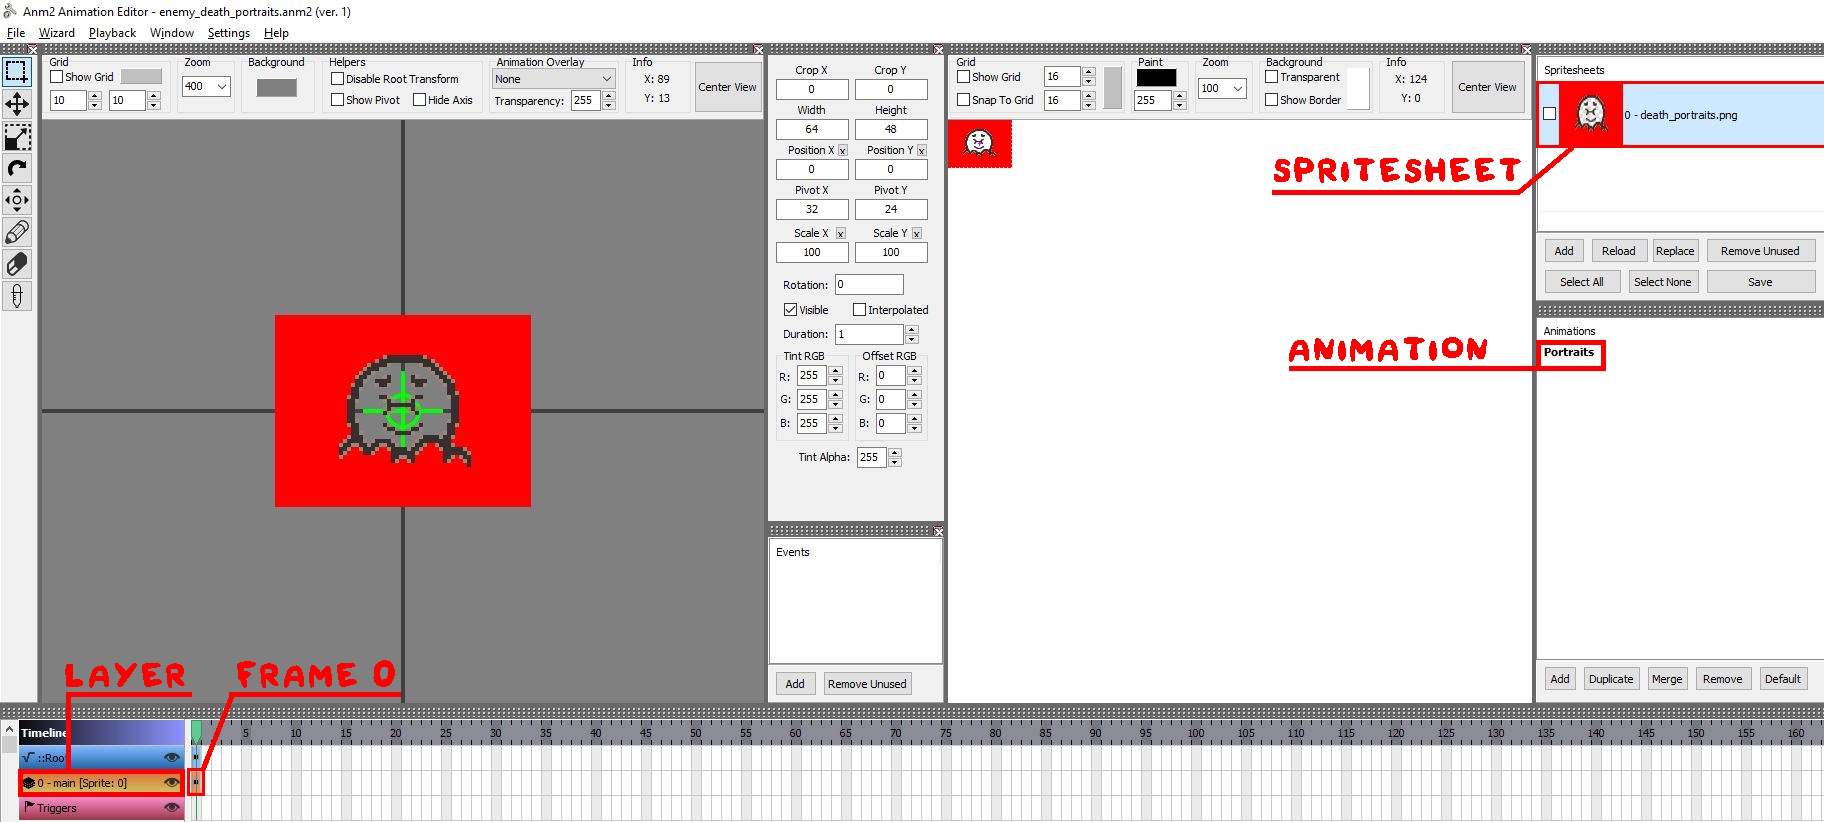 Anm2 Animation Editor - enemy_death_portraits.anm2 (ver. 1)
File Wizard Playback Window Settings Help
Grid
Show Grid
10 10
Zoom
400
Background
Helpers
Disable Root Transform
Show Pivot Hide Axis
Animation Overlay
None
Transparency: 255
Info
X: 89
Y: 13
Center View
Crop X Crop Y
0 0
Width Height
64 48
Position X x Position Y x
0 0
Pivot X Pivot Y
32 24
Scale X x Scale Y x
100 100
Rotation: 0
Visible Interpolated
Duration: 1
Tint RGB Offset RGB
R: 255 R: 0
G: 255 G: 0
B: 255 B: 0
Tint Alpha: 255
Events
Add Remove Unused
Grid
Show Grid 16
Snap To Grid 16
Paint
255
Zoom
100
Background
Transparent
Show Border
Info
X: 124
Y: 0
Center View
SPRITESHEET
ANIMATION
Spritesheets
0 - death_portraits.png
Add Reload Replace Remove Unused
Select All Select None Save
Animations
Portraits
Add Duplicate Merge Remove Default
LAYER FRAME 0
Timeline 5 10 15 20 25 30 35 40 45 50 55 60 65 70 75 80 85 90 95 100 105 110 115 120 125 130 135 140 145 150 155 160
::Roo
0 - main [Sprite: 0]
Triggers